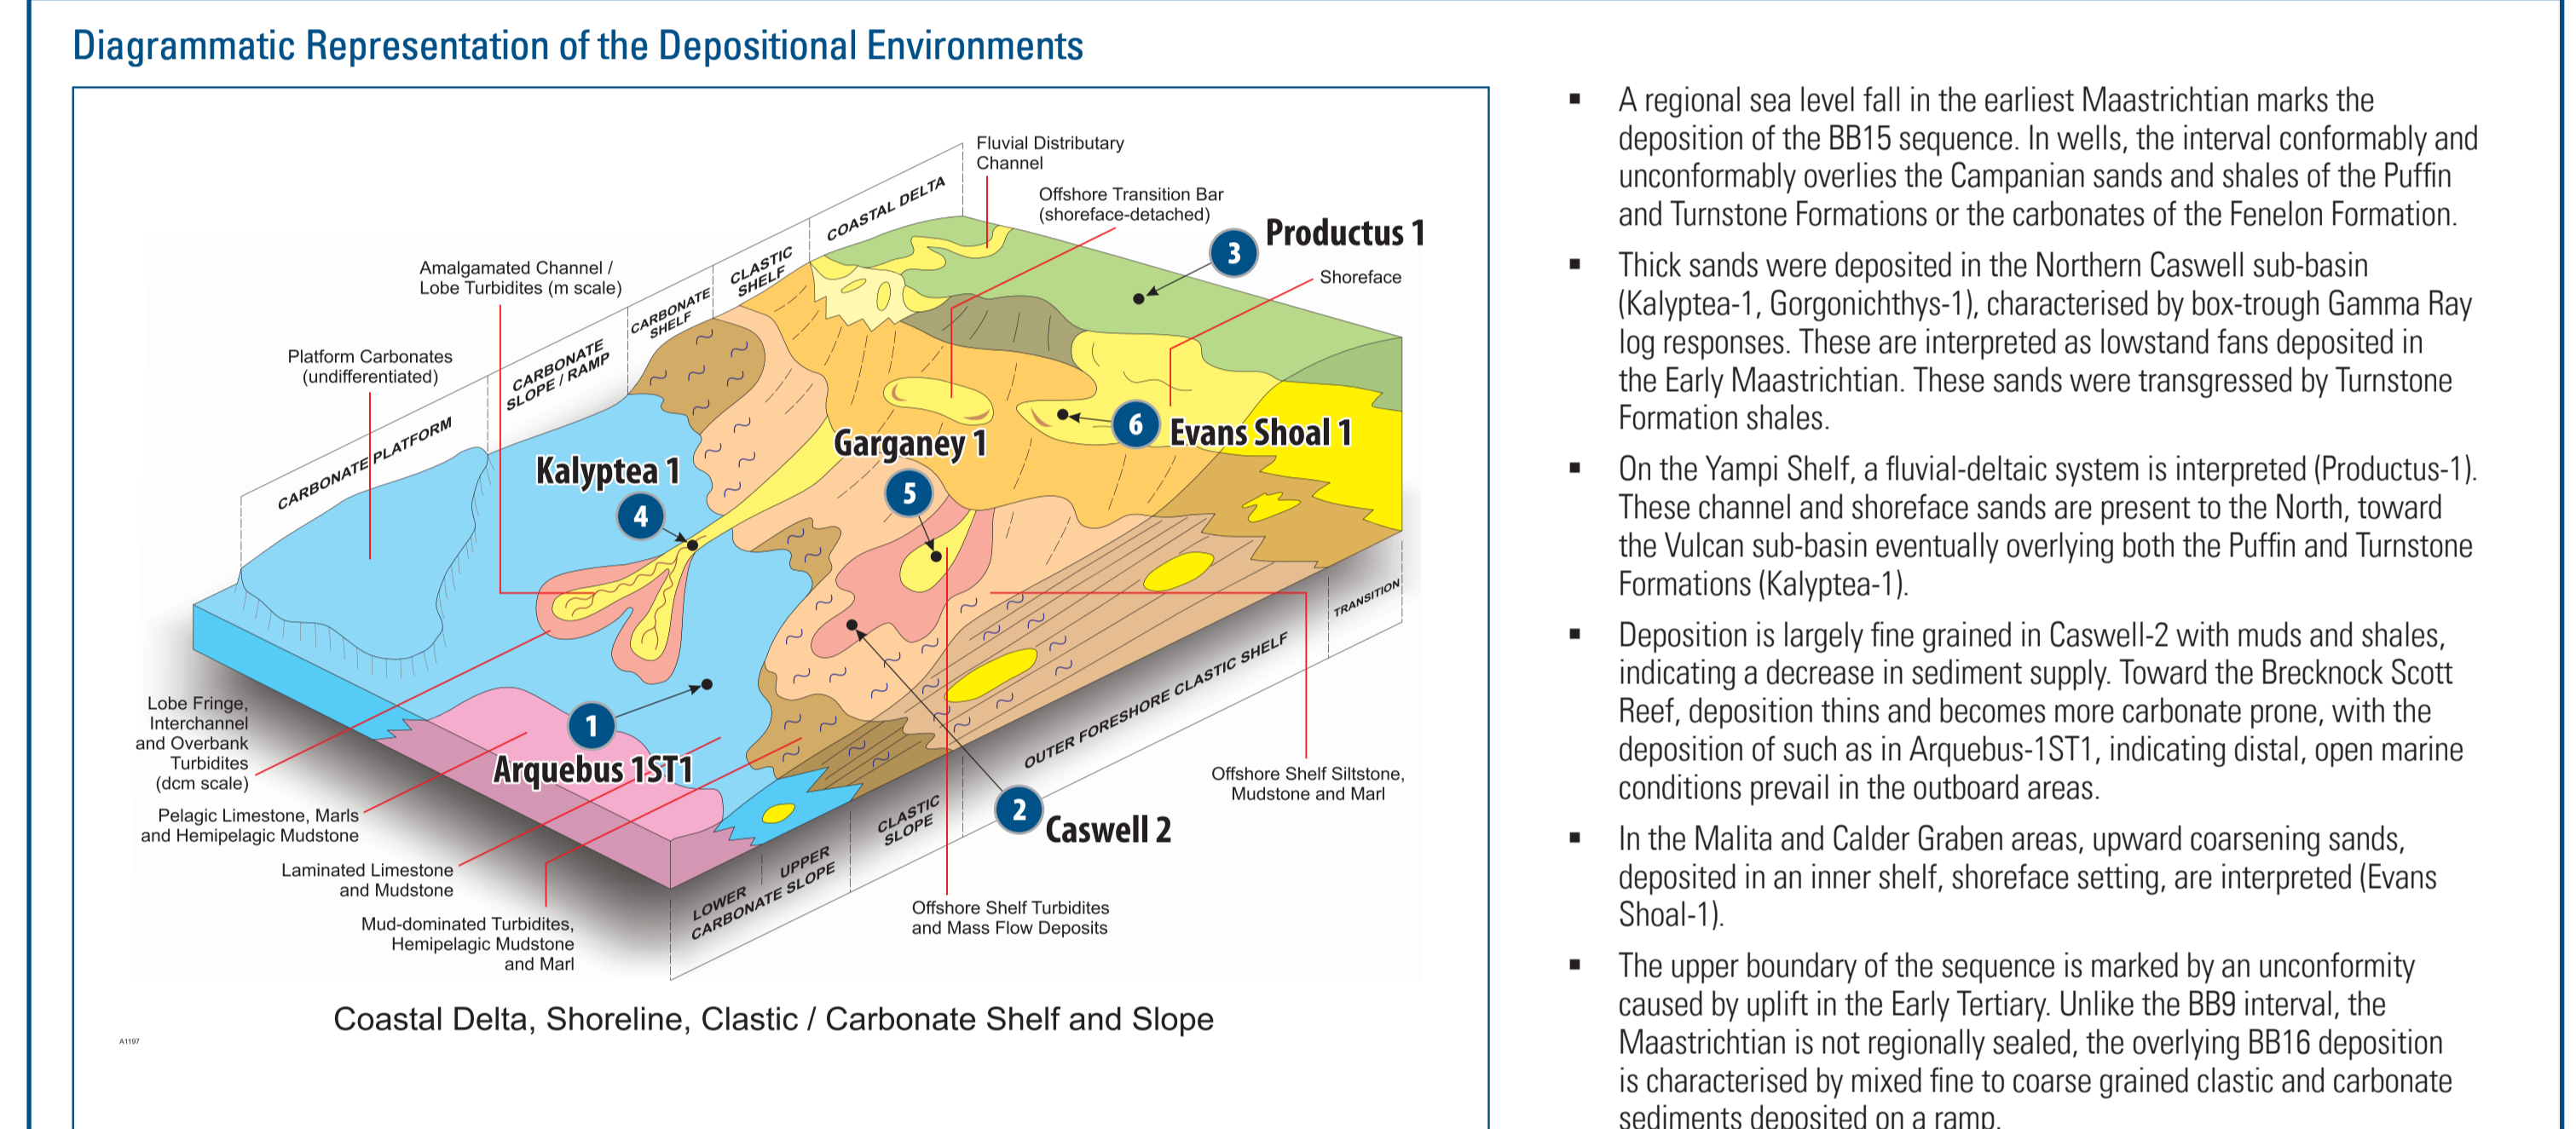 Diagrammatic Representation of the Depositional Environments
Fluvial Distributary
Channel
Offshore Transition Bar
(shoreface-detached)
3
Productus 1
Shoreface
COASTAL DELTA
CLASTIC
SHELF
CARBONATE
SHELF
CARBONATE
SLOPE / RAMP
CARBONATE PLATFORM
Amalgamated Channel /
Lobe Turbidites (m scale)
Platform Carbonates
(undifferentiated)
6
Evans Shoal 1
Garganey 1
5
Kalyptea 1
4
1
Arquebus 1ST1
2
Caswell 2
TRANSITION
OUTER FORESHORE CLASTIC SHELF
CLASTIC
SLOPE
LOWER
UPPER
CARBONATE SLOPE
Lobe Fringe,
Interchannel
and Overbank
Turbidites
(dcm scale)
Pelagic Limestone, Marls
and Hemipelagic Mudstone
Laminated Limestone
and Mudstone
Mud-dominated Turbidites,
Hemipelagic Mudstone
and Marl
Offshore Shelf Turbidites
and Mass Flow Deposits
Offshore Shelf Siltstone,
Mudstone and Marl
Coastal Delta, Shoreline, Clastic / Carbonate Shelf and Slope
A1197
▪ A regional sea level fall in the earliest Maastrichtian marks the
deposition of the BB15 sequence. In wells, the interval conformably and
unconformably overlies the Campanian sands and shales of the Puffin
and Turnstone Formations or the carbonates of the Fenelon Formation.
▪ Thick sands were deposited in the Northern Caswell sub-basin
(Kalyptea-1, Gorgonichthys-1), characterised by box-trough Gamma Ray
log responses. These are interpreted as lowstand fans deposited in
the Early Maastrichtian. These sands were transgressed by Turnstone
Formation shales.
▪ On the Yampi Shelf, a fluvial-deltaic system is interpreted (Productus-1).
These channel and shoreface sands are present to the North, toward
the Vulcan sub-basin eventually overlying both the Puffin and Turnstone
Formations (Kalyptea-1).
▪ Deposition is largely fine grained in Caswell-2 with muds and shales,
indicating a decrease in sediment supply. Toward the Brecknock Scott
Reef, deposition thins and becomes more carbonate prone, with the
deposition of such as in Arquebus-1ST1, indicating distal, open marine
conditions prevail in the outboard areas.
▪ In the Malita and Calder Graben areas, upward coarsening sands,
deposited in an inner shelf, shoreface setting, are interpreted (Evans
Shoal-1).
▪ The upper boundary of the sequence is marked by an unconformity
caused by uplift in the Early Tertiary. Unlike the BB9 interval, the
Maastrichtian is not regionally sealed, the overlying BB16 deposition
is characterised by mixed fine to coarse grained clastic and carbonate
sediments deposited on a ramp.